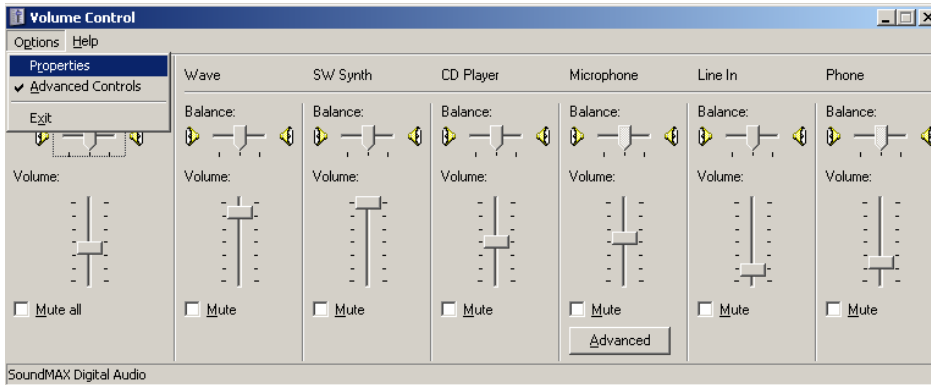 Volume Control
Options Help
Properties
Advanced Controls
Exit
Wave SW Synth CD Player Microphone Line In Phone
Balance: Balance: Balance: Balance: Balance: Balance:
Volume: Volume: Volume: Volume: Volume: Volume: Volume:
Mute all Mute Mute Mute Mute Mute Mute
Advanced
SoundMAX Digital Audio